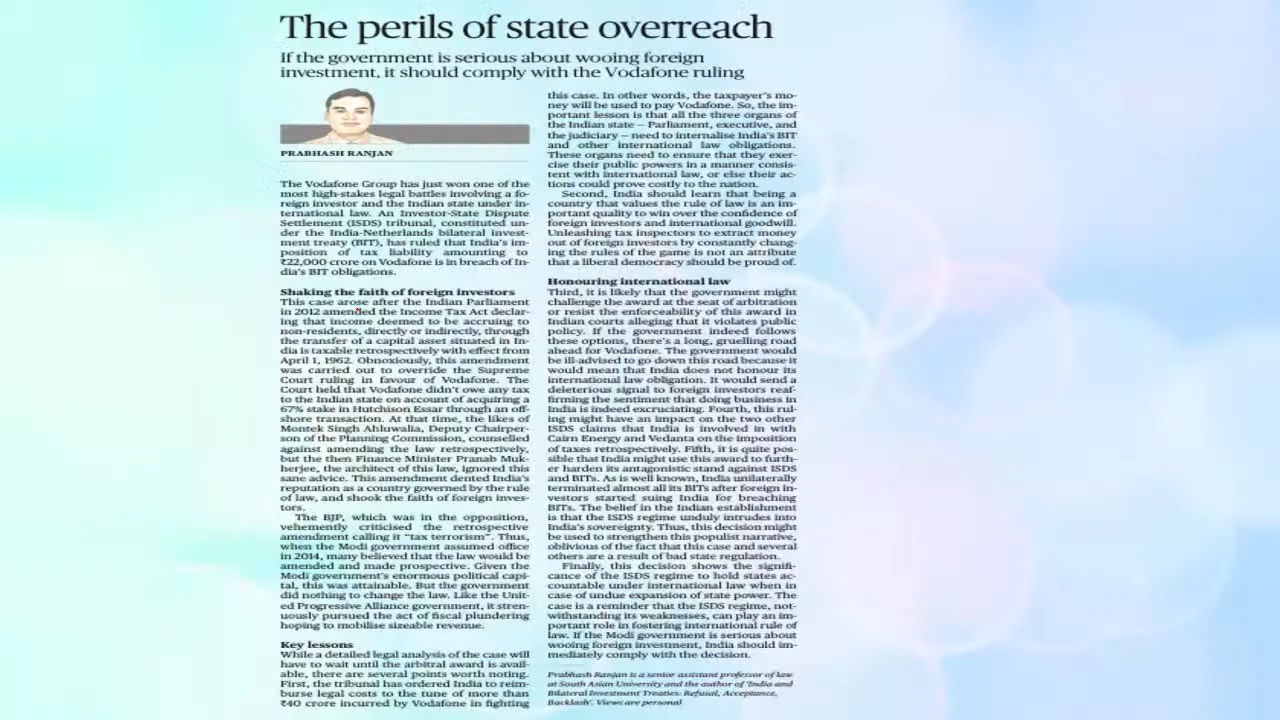 The perils of state overreach
If the government is serious about wooing foreign
investment, it should comply with the Vodafone ruling
PRABHASH RANJAN
The Vodafone Group has just won one of the
most high-stakes legal battles involving a fo-
reign investor and the Indian state under in-
ternational law. An Investor-State Dispute
Settlement (ISDS) tribunal, constituted un-
der the India-Netherlands bilateral invest-
ment treaty (BIT), has ruled that India's im-
position of tax liability amounting to
₹22,000 crore on Vodafone is in breach of In-
dia's BIT obligations.
Shaking the faith of foreign investors
This case arose after the Indian Parliament
in 2012 amended the Income Tax Act declar-
ing that income deemed to be accruing to
non-residents, directly or indirectly, through
the transfer of a capital asset situated in In-
dia is taxable retrospectively with effect from
April 1, 1962. Obnoxiously, this amendment
was carried out to override the Supreme
Court ruling in favour of Vodafone. The
Court held that Vodafone didn't owe any tax
to the Indian state on account of acquiring a
67% stake in Hutchison Essar through an off-
shore transaction. At that time, the likes of
Montek Singh Ahluwalia, Deputy Chairper-
son of the Planning Commission, counselled
against amending the law retrospectively,
but the then Finance Minister Pranab Muk-
herjee, the architect of this law, ignored this
sane advice. This amendment dented India's
reputation as a country governed by the rule
of law, and shook the faith of foreign inves-
tors.
The BJP, which was in the opposition,
vehemently criticised the retrospective
amendment calling it "tax terrorism". Thus,
when the Modi government assumed office
in 2014, many believed that the law would be
amended and made prospective. Given the
Modi government's enormous political capi-
tal, this was attainable. But the government
did nothing to change the law. Like the Unit-
ed Progressive Alliance government, it stren-
uously pursued the act of fiscal plundering
hoping to mobilise sizeable revenue.
Key lessons
While a detailed legal analysis of the case will
have to wait until the arbitral award is avail-
able, there are several points worth noting.
First, the tribunal has ordered India to reim-
burse legal costs to the tune of more than
₹40 crore incurred by Vodafone in fighting
this case. In other words, the taxpayer's mo-
ney will be used to pay Vodafone. So, the im-
portant lesson is that all the three organs of
the Indian state — Parliament, executive, and
the judiciary — need to internalise India's BIT
and other international law obligations.
These organs need to ensure that they exer-
cise their public powers in a manner consis-
tent with international law, or else their ac-
tions could prove costly to the nation.
Second, India should learn that being a
country that values the rule of law is an im-
portant quality to win over the confidence of
foreign investors and international goodwill.
Unleashing tax inspectors to extract money
out of foreign investors by constantly chang-
ing the rules of the game is not an attribute
that a liberal democracy should be proud of.
Honouring international law
Third, it is likely that the government might
challenge the award at the seat of arbitration
or resist the enforceability of this award in
Indian courts alleging that it violates public
policy. If the government indeed follows
these options, there's a long, gruelling road
ahead for Vodafone. The government would
be ill-advised to go down this road because it
would mean that India does not honour its
international law obligation. It would send a
deleterious signal to foreign investors reaf-
firming the sentiment that doing business in
India is indeed excruciating. Fourth, this rul-
ing might have an impact on the two other
ISDS claims that India is involved in with
Cairn Energy and Vedanta on the imposition
of taxes retrospectively. Fifth, it is quite pos-
sible that India might use this award to furth-
er harden its antagonistic stand against ISDS
and BITs. As is well known, India unilaterally
terminated almost all its BITs after foreign in-
vestors started suing India for breaching
BITs. The belief in the Indian establishment
is that the ISDS regime unduly intrudes into
India's sovereignty. Thus, this decision might
be used to strengthen this populist narrative,
oblivious of the fact that this case and several
others are a result of bad state regulation.
Finally, this decision shows the signifi-
cance of the ISDS regime to hold states ac-
countable under international law when in
case of undue expansion of state power. The
case is a reminder that the ISDS regime, not-
withstanding its weaknesses, can play an im-
portant role in fostering international rule of
law. If the Modi government is serious about
wooing foreign investment, India should im-
mediately comply with the decision.
Prabhash Ranjan is a senior assistant professor of law
at South Asian University and the author of 'India and
Bilateral Investment Treaties: Refusal, Acceptance,
Backlash'. Views are personal